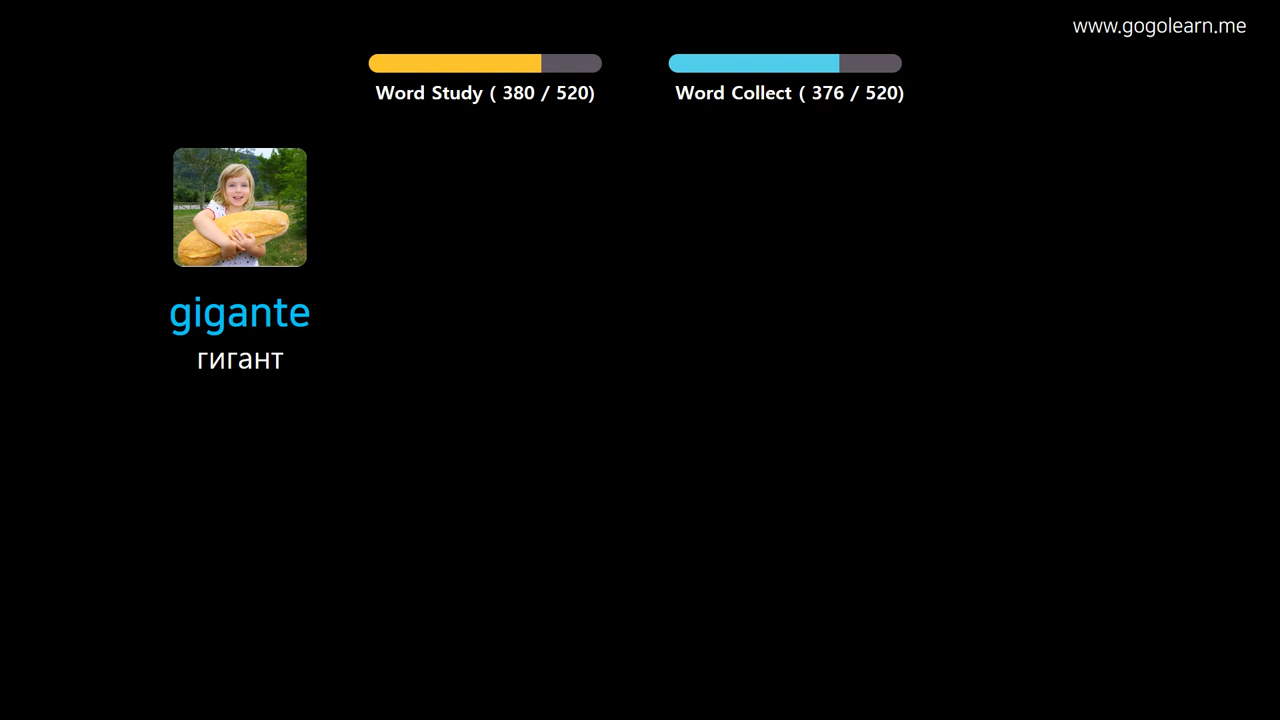 www.gogolearn.me
Word Study ( 380 / 520)
Word Collect ( 376 / 520)
gigante
гигант